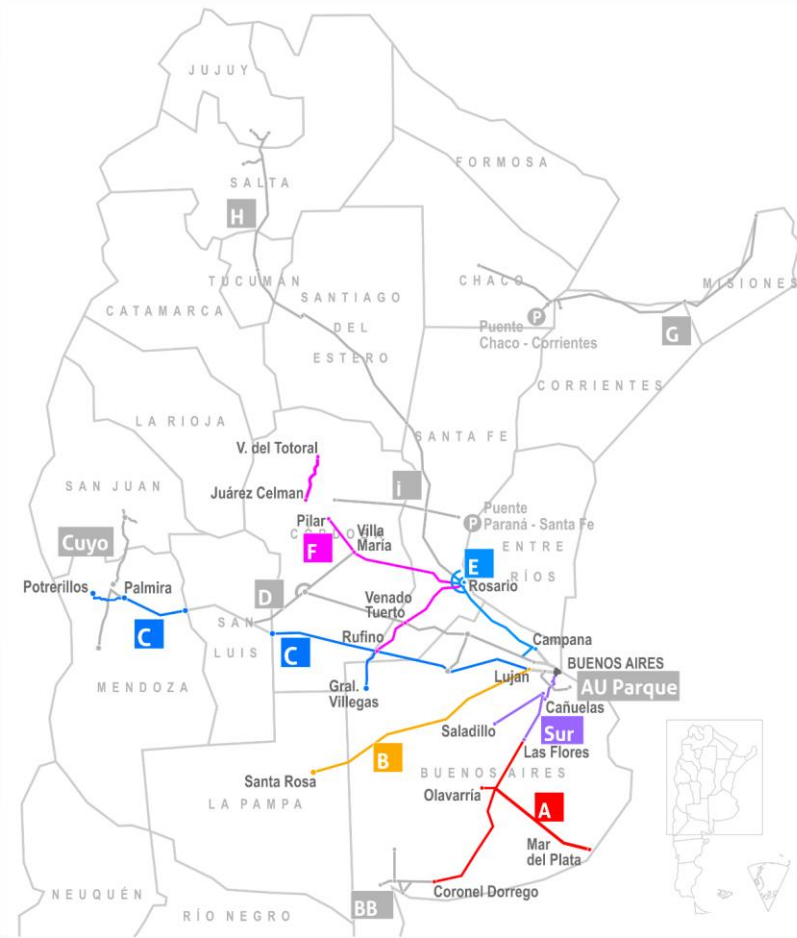 JUJUY
FORMOSA
SALTA
H
TUCUMÁN
CHACO
MISIONES
SANTIAGO
DEL
ESTERO
CATAMARCA
P
Puente
Chaco - Corrientes
G
CORRIENTES
LA RIOJA
SANTA FE
V. del Totoral
SAN JUAN
i
Juárez Celman
Pilar
CÓRDOBA
P
Puente
Paraná - Santa Fe
Villa
María
F
Cuyo
ENTRE
RÍOS
E
Rosario
Potrerillos
Palmira
D
Venado
Tuerto
C
SAN
LUIS
C
Rufino
Campana
BUENOS AIRES
Luján
AU Parque
MENDOZA
Gral.
Villegas
Cañuelas
Saladillo
Sur
Las Flores
B
Santa Rosa
BUENOS AIRES
LA PAMPA
Olavarría
A
Mar
del Plata
Coronel Dorrego
NEUQUÉN
BB
RÍO NEGRO